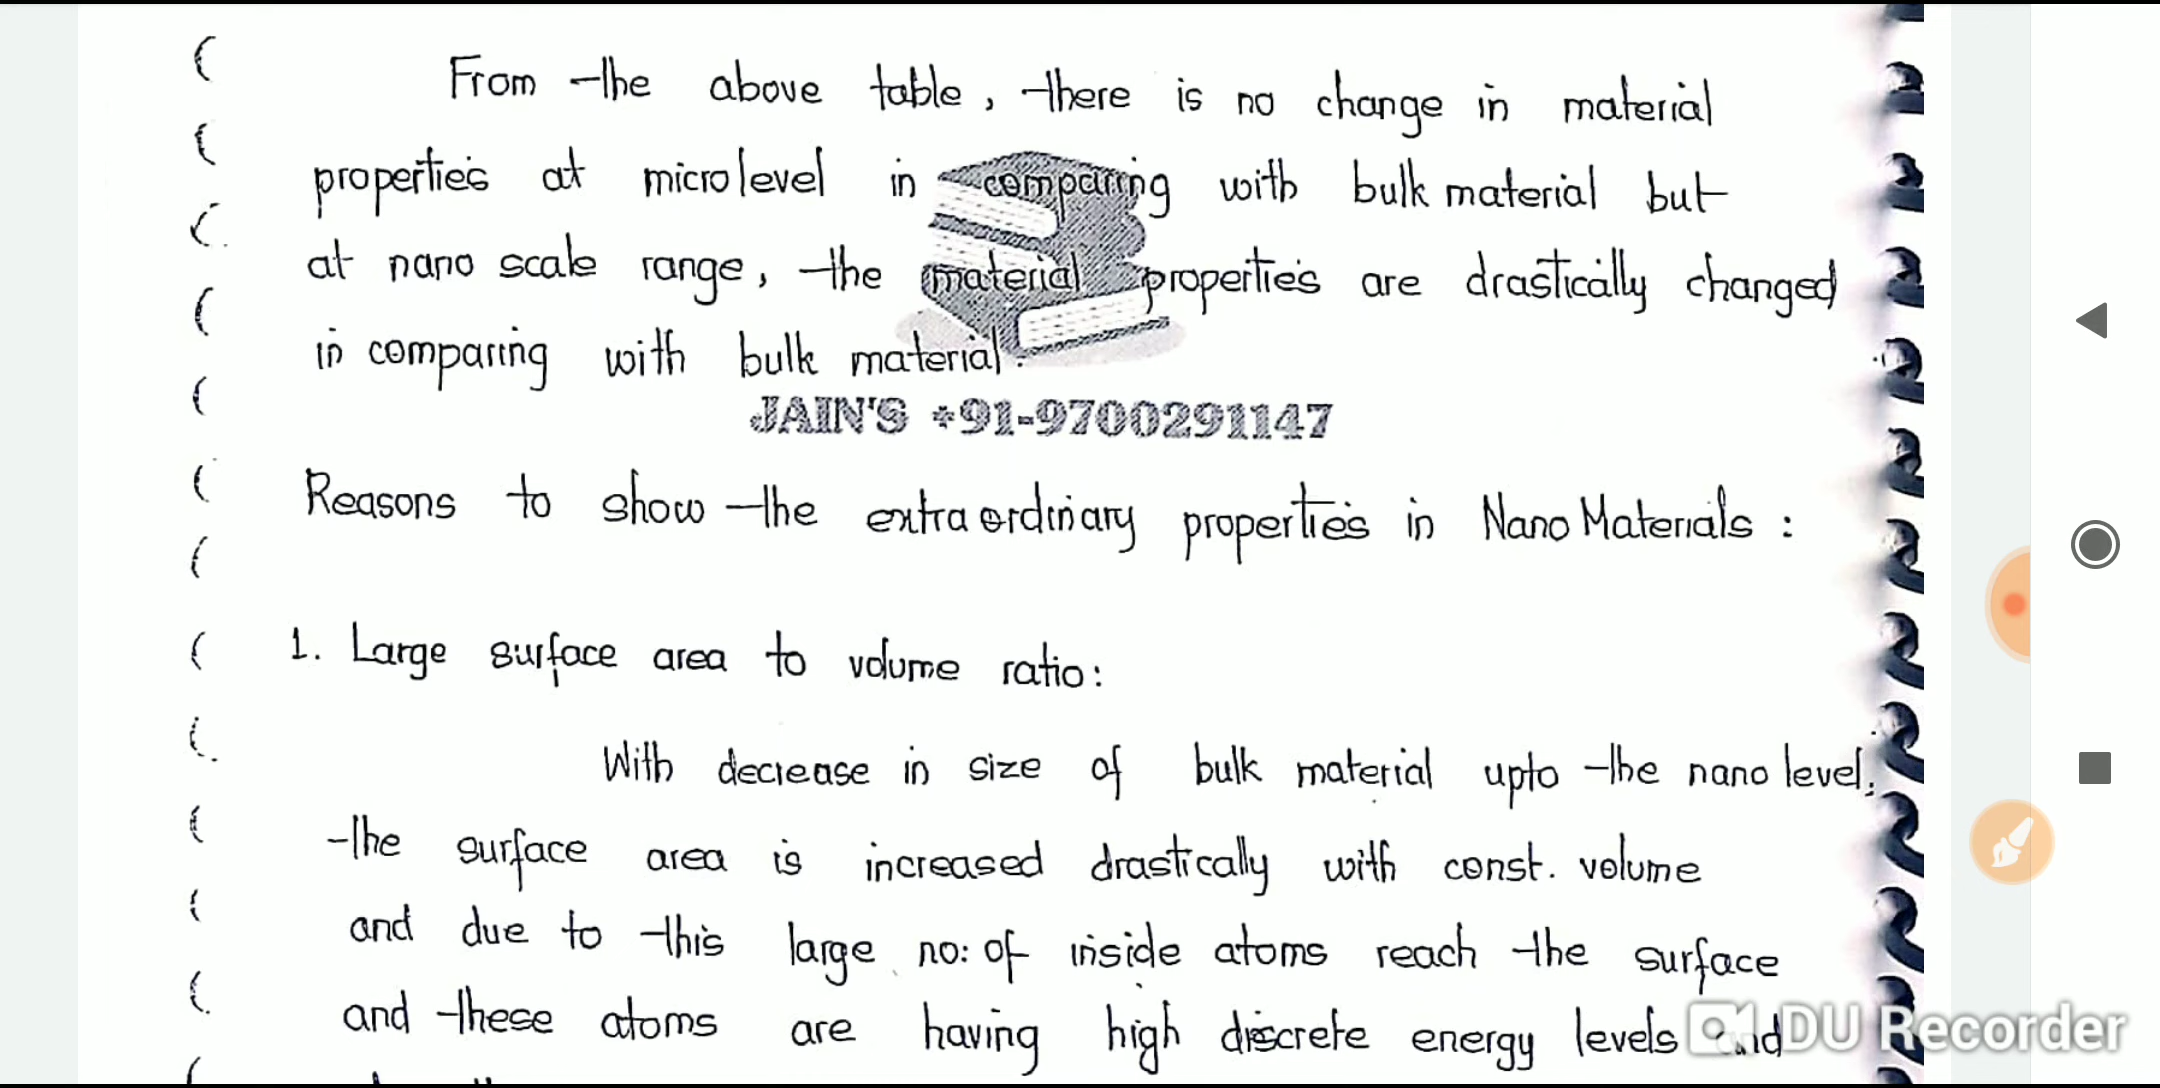 From the above table, there is no change in material
properties at micro level in comparing with bulk material but
at nano scale range, the material properties are drastically changed
in comparing with bulk material.
JAIN'S +91-9700291147
Reasons to show the extraordinary properties in Nano Materials :
1. Large surface area to volume ratio:
With decrease in size of bulk material upto the nano level,
the surface area is increased drastically with const. volume
and due to this large no: of inside atoms reach the surface
and these atoms are having high discrete energy levels and
DU Recorder